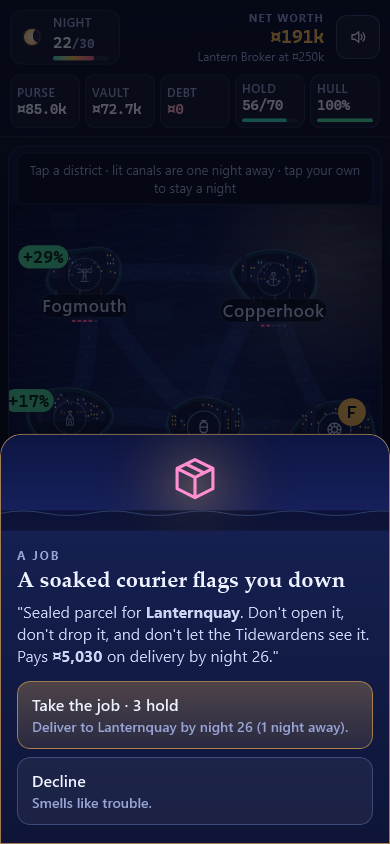 NIGHT
22/30
NET WORTH
¤191k
Lantern Broker at ¤250k
PURSE
¤85.0k
VAULT
¤72.7k
DEBT
¤0
HOLD
56/70
HULL
100%
Tap a district · lit canals are one night away · tap your own
to stay a night
+29%
Fogmouth
Copperhook
+17%
F
A JOB
A soaked courier flags you down
"Sealed parcel for Lanternquay. Don't open it,
don't drop it, and don't let the Tidewardens see it.
Pays ¤5,030 on delivery by night 26."
Take the job · 3 hold
Deliver to Lanternquay by night 26 (1 night away).
Decline
Smells like trouble.